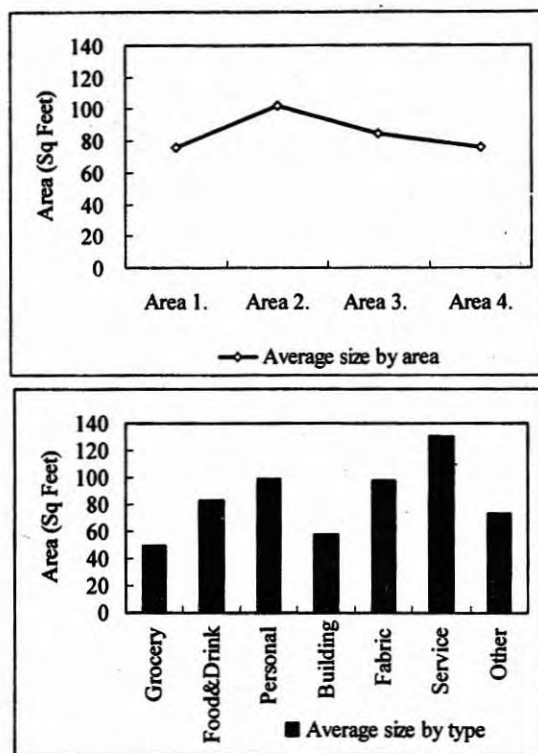 140
120
100
80
60
40
20
0
Area (Sq Feet)
Area 1. Area 2. Area 3. Area 4.
Average size by area
140
120
100
80
60
40
20
0
Area (Sq Feet)
Grocery
Food&Drink
Personal
Building
Fabric
Service
Other
Average size by type